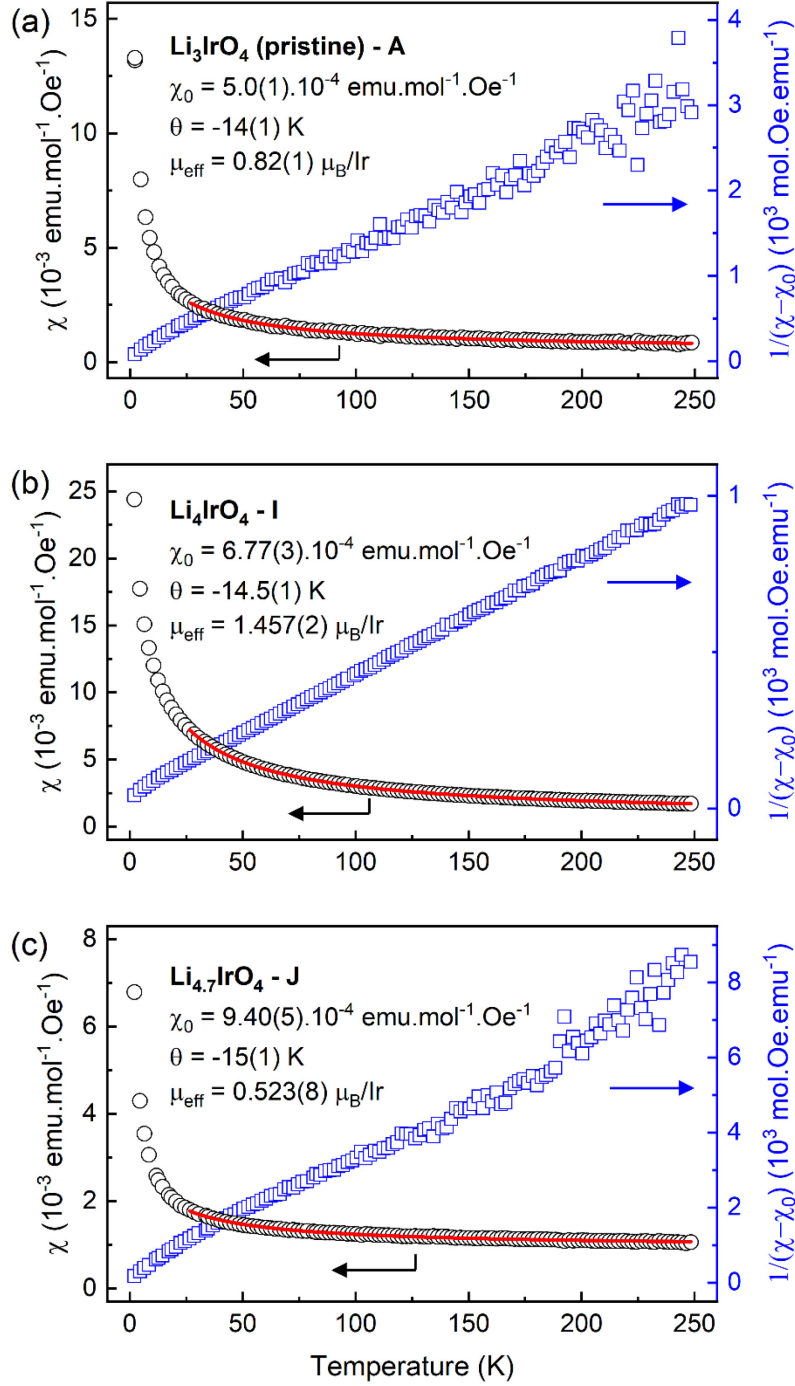 (a)
Li₃IrO₄ (pristine) - A
χ₀ = 5.0(1).10⁻⁴ emu.mol⁻¹.Oe⁻¹
θ = -14(1) K
μeff = 0.82(1) μB/Ir
χ (10⁻³ emu.mol⁻¹.Oe⁻¹)
15
10
5
0
1/(χ−χ₀) (10³ mol.Oe.emu⁻¹)
4
3
2
1
0
0 50 100 150 200 250
(b)
Li₄IrO₄ - I
χ₀ = 6.77(3).10⁻⁴ emu.mol⁻¹.Oe⁻¹
θ = -14.5(1) K
μeff = 1.457(2) μB/Ir
χ (10⁻³ emu.mol⁻¹.Oe⁻¹)
25
20
15
10
5
0
1/(χ−χ₀) (10³ mol.Oe.emu⁻¹)
1
0
0 50 100 150 200 250
(c)
Li₄.₇IrO₄ - J
χ₀ = 9.40(5).10⁻⁴ emu.mol⁻¹.Oe⁻¹
θ = -15(1) K
μeff = 0.523(8) μB/Ir
χ (10⁻³ emu.mol⁻¹.Oe⁻¹)
8
6
4
2
0
1/(χ−χ₀) (10³ mol.Oe.emu⁻¹)
8
6
4
2
0
0 50 100 150 200 250
Temperature (K)